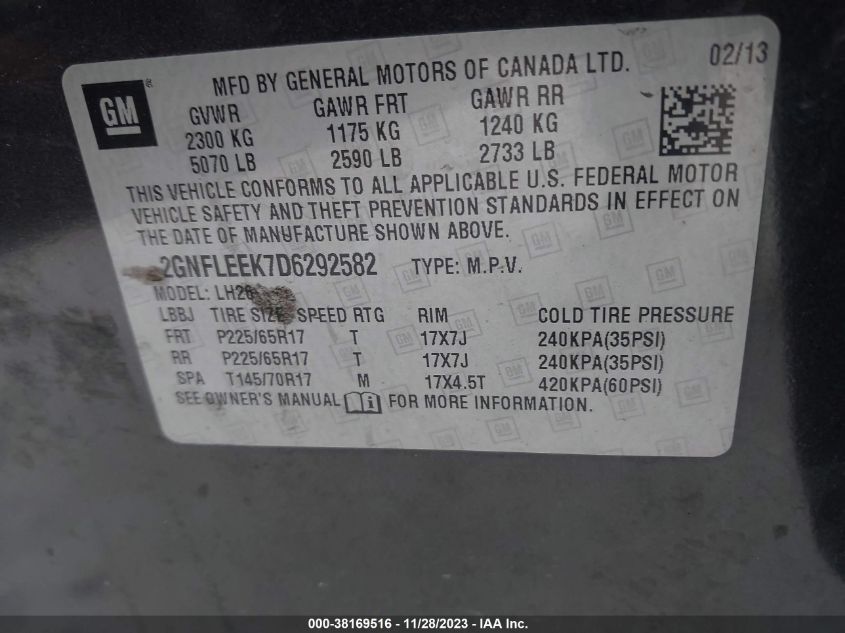 02/13
GM
MFD BY GENERAL MOTORS OF CANADA LTD.
GVWR GAWR FRT GAWR RR
2300 KG 1175 KG 1240 KG
5070 LB 2590 LB 2733 LB
THIS VEHICLE CONFORMS TO ALL APPLICABLE U.S. FEDERAL MOTOR
VEHICLE SAFETY AND THEFT PREVENTION STANDARDS IN EFFECT ON
THE DATE OF MANUFACTURE SHOWN ABOVE.
2GNFLEEK7D6292582 TYPE: M.P.V.
MODEL: LH26
LBBJ TIRE SIZE SPEED RTG RIM COLD TIRE PRESSURE
FRT P225/65R17 T 17X7J 240KPA(35PSI)
RR P225/65R17 T 17X7J 240KPA(35PSI)
SPA T145/70R17 M 17X4.5T 420KPA(60PSI)
SEE OWNER'S MANUAL FOR MORE INFORMATION.
000-38169516 - 11/28/2023 - IAA Inc.